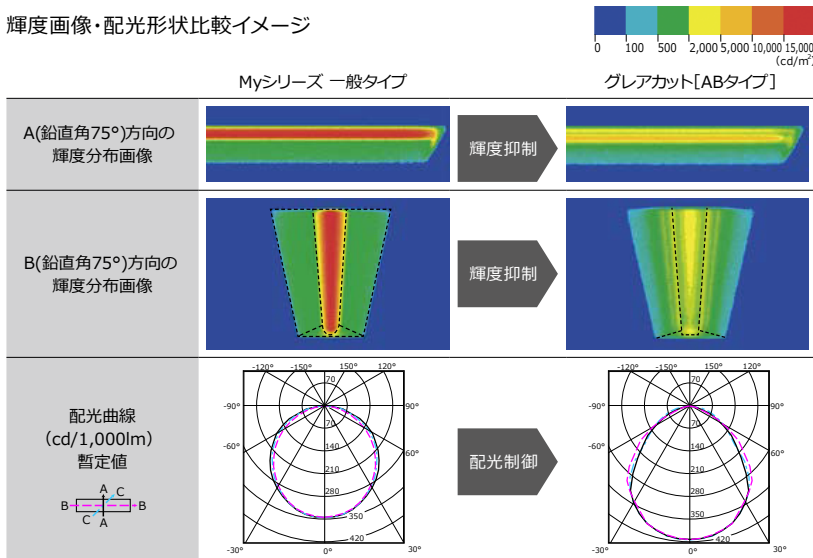 輝度画像・配光形状比較イメージ
0 100 500 2,000 5,000 10,000 15,000
(cd/㎡)
Myシリーズ 一般タイプ
グレアカット[ABタイプ]
A(鉛直角75°)方向の
輝度分布画像
輝度抑制
B(鉛直角75°)方向の
輝度分布画像
輝度抑制
配光曲線
(cd/1,000lm)
暫定値
A C
B B
C A
-120° -150° 150° 120°
70
-90° 90°
70
-60° 140 60°
210
280
350
420
-30° 0° 30°
配光制御
-120° -150° 150° 120°
70
-90° 90°
70
-60° 140 60°
210
280
350
420
-30° 0° 30°